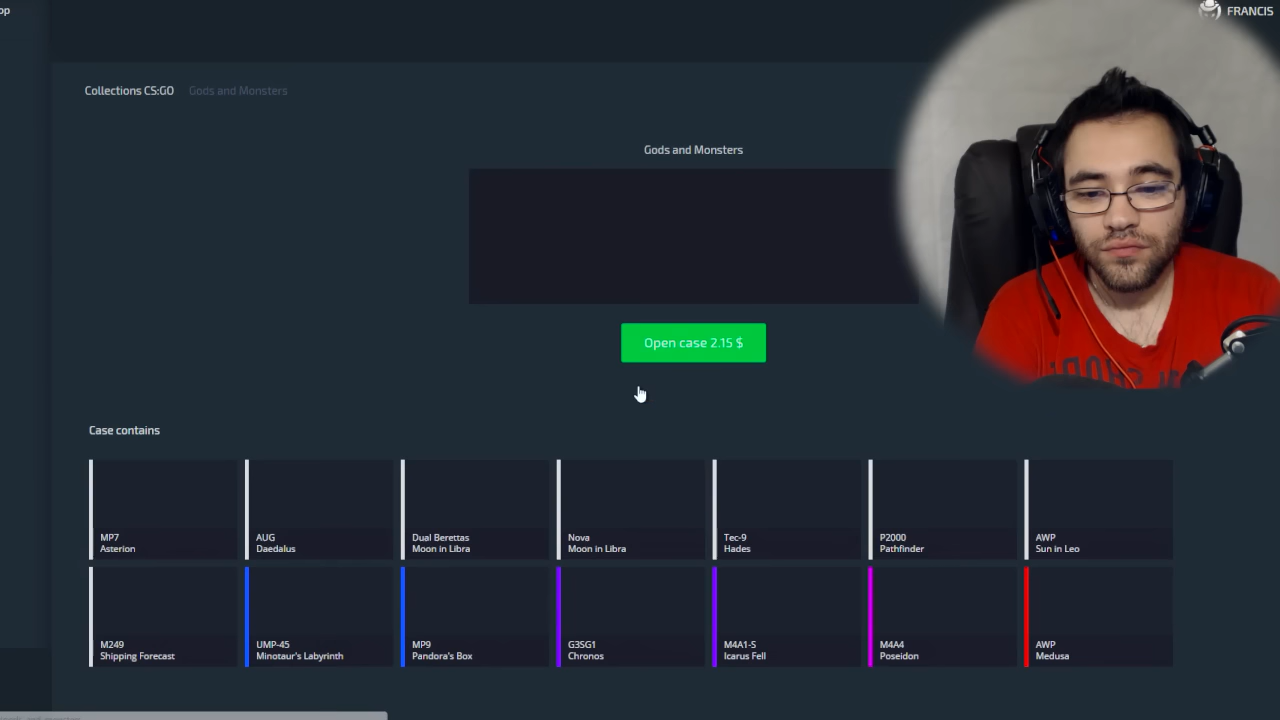 op
FRANCIS
Collections CS:GO Gods and Monsters
Gods and Monsters
Open case 2.15 $
Case contains
MP7
Asterion
AUG
Daedalus
Dual Berettas
Moon in Libra
Nova
Moon in Libra
Tec-9
Hades
P2000
Pathfinder
AWP
Sun in Leo
M249
Shipping Forecast
UMP-45
Minotaur's Labyrinth
MP9
Pandora's Box
G3SG1
Chronos
M4A1-S
Icarus Fell
M4A4
Poseidon
AWP
Medusa